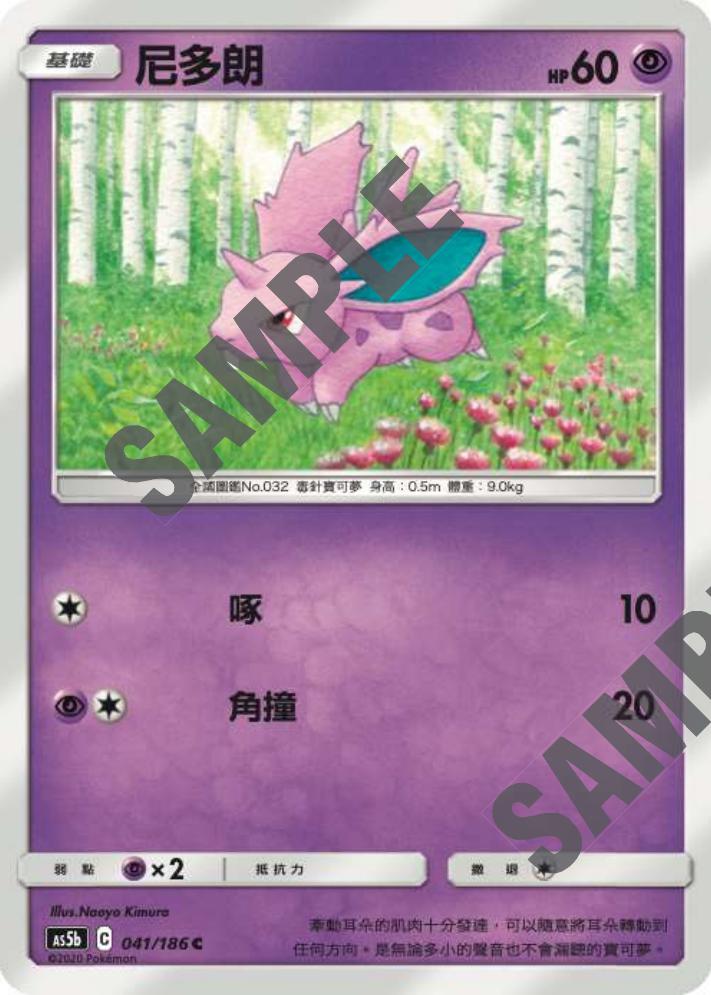 基礎 尼多朗 HP60
全國圖鑑No.032 毒針寶可夢 身高：0.5m 體重：9.0kg
啄 10
角撞 20
弱點 ×2 抵抗力 撤退
Illus.Naoyo Kimura
牽動耳朵的肌肉十分發達，可以隨意將耳朵轉動到
任何方向。是無論多小的聲音也不會漏聽的寶可夢。
AS5b C 041/186 C
©2020 Pokémon
SAMPLE
SAMPLE